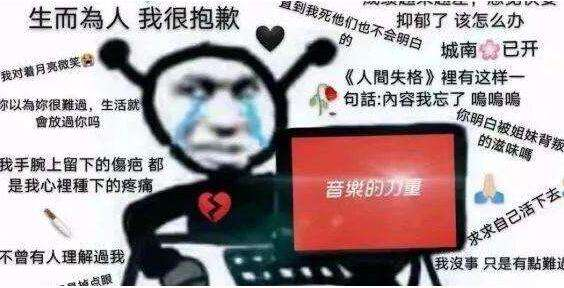 生而為人 我很抱歉
直到我死他们也不会明白
的
抑郁了 该怎么办
城南🌸已开
我对着月亮微笑😭
《人間失格》裡有这样一
句話:內容我忘了 嗚嗚嗚
你以為妳很難過，生活就
會放過你吗
你明白被姐妹背叛
的滋味嗎
我手腕上留下的傷疤 都
是我心裡種下的疼痛
音樂的力量
求求自己活下去
不曾有人理解過我
我沒事 只是有點難過
掉点眼